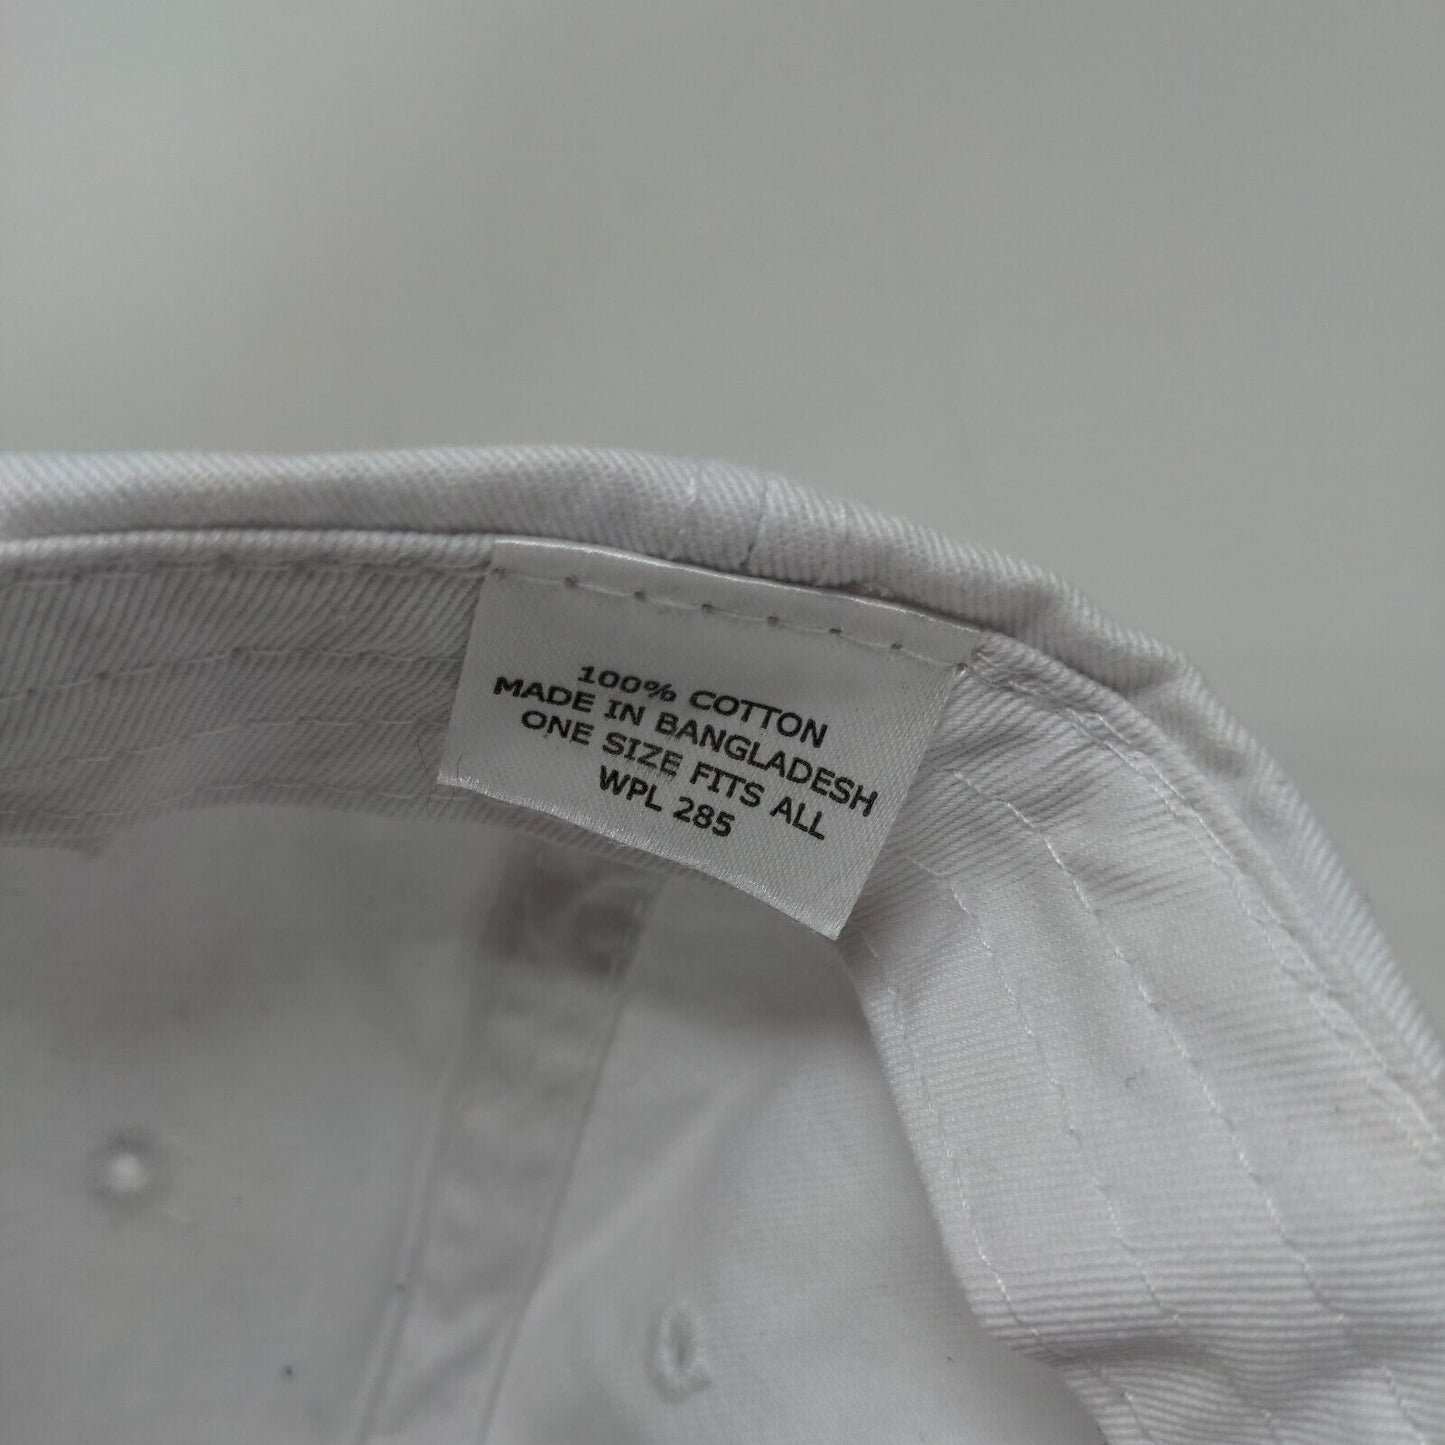 100% COTTON
MADE IN BANGLADESH
ONE SIZE FITS ALL
WPL 285